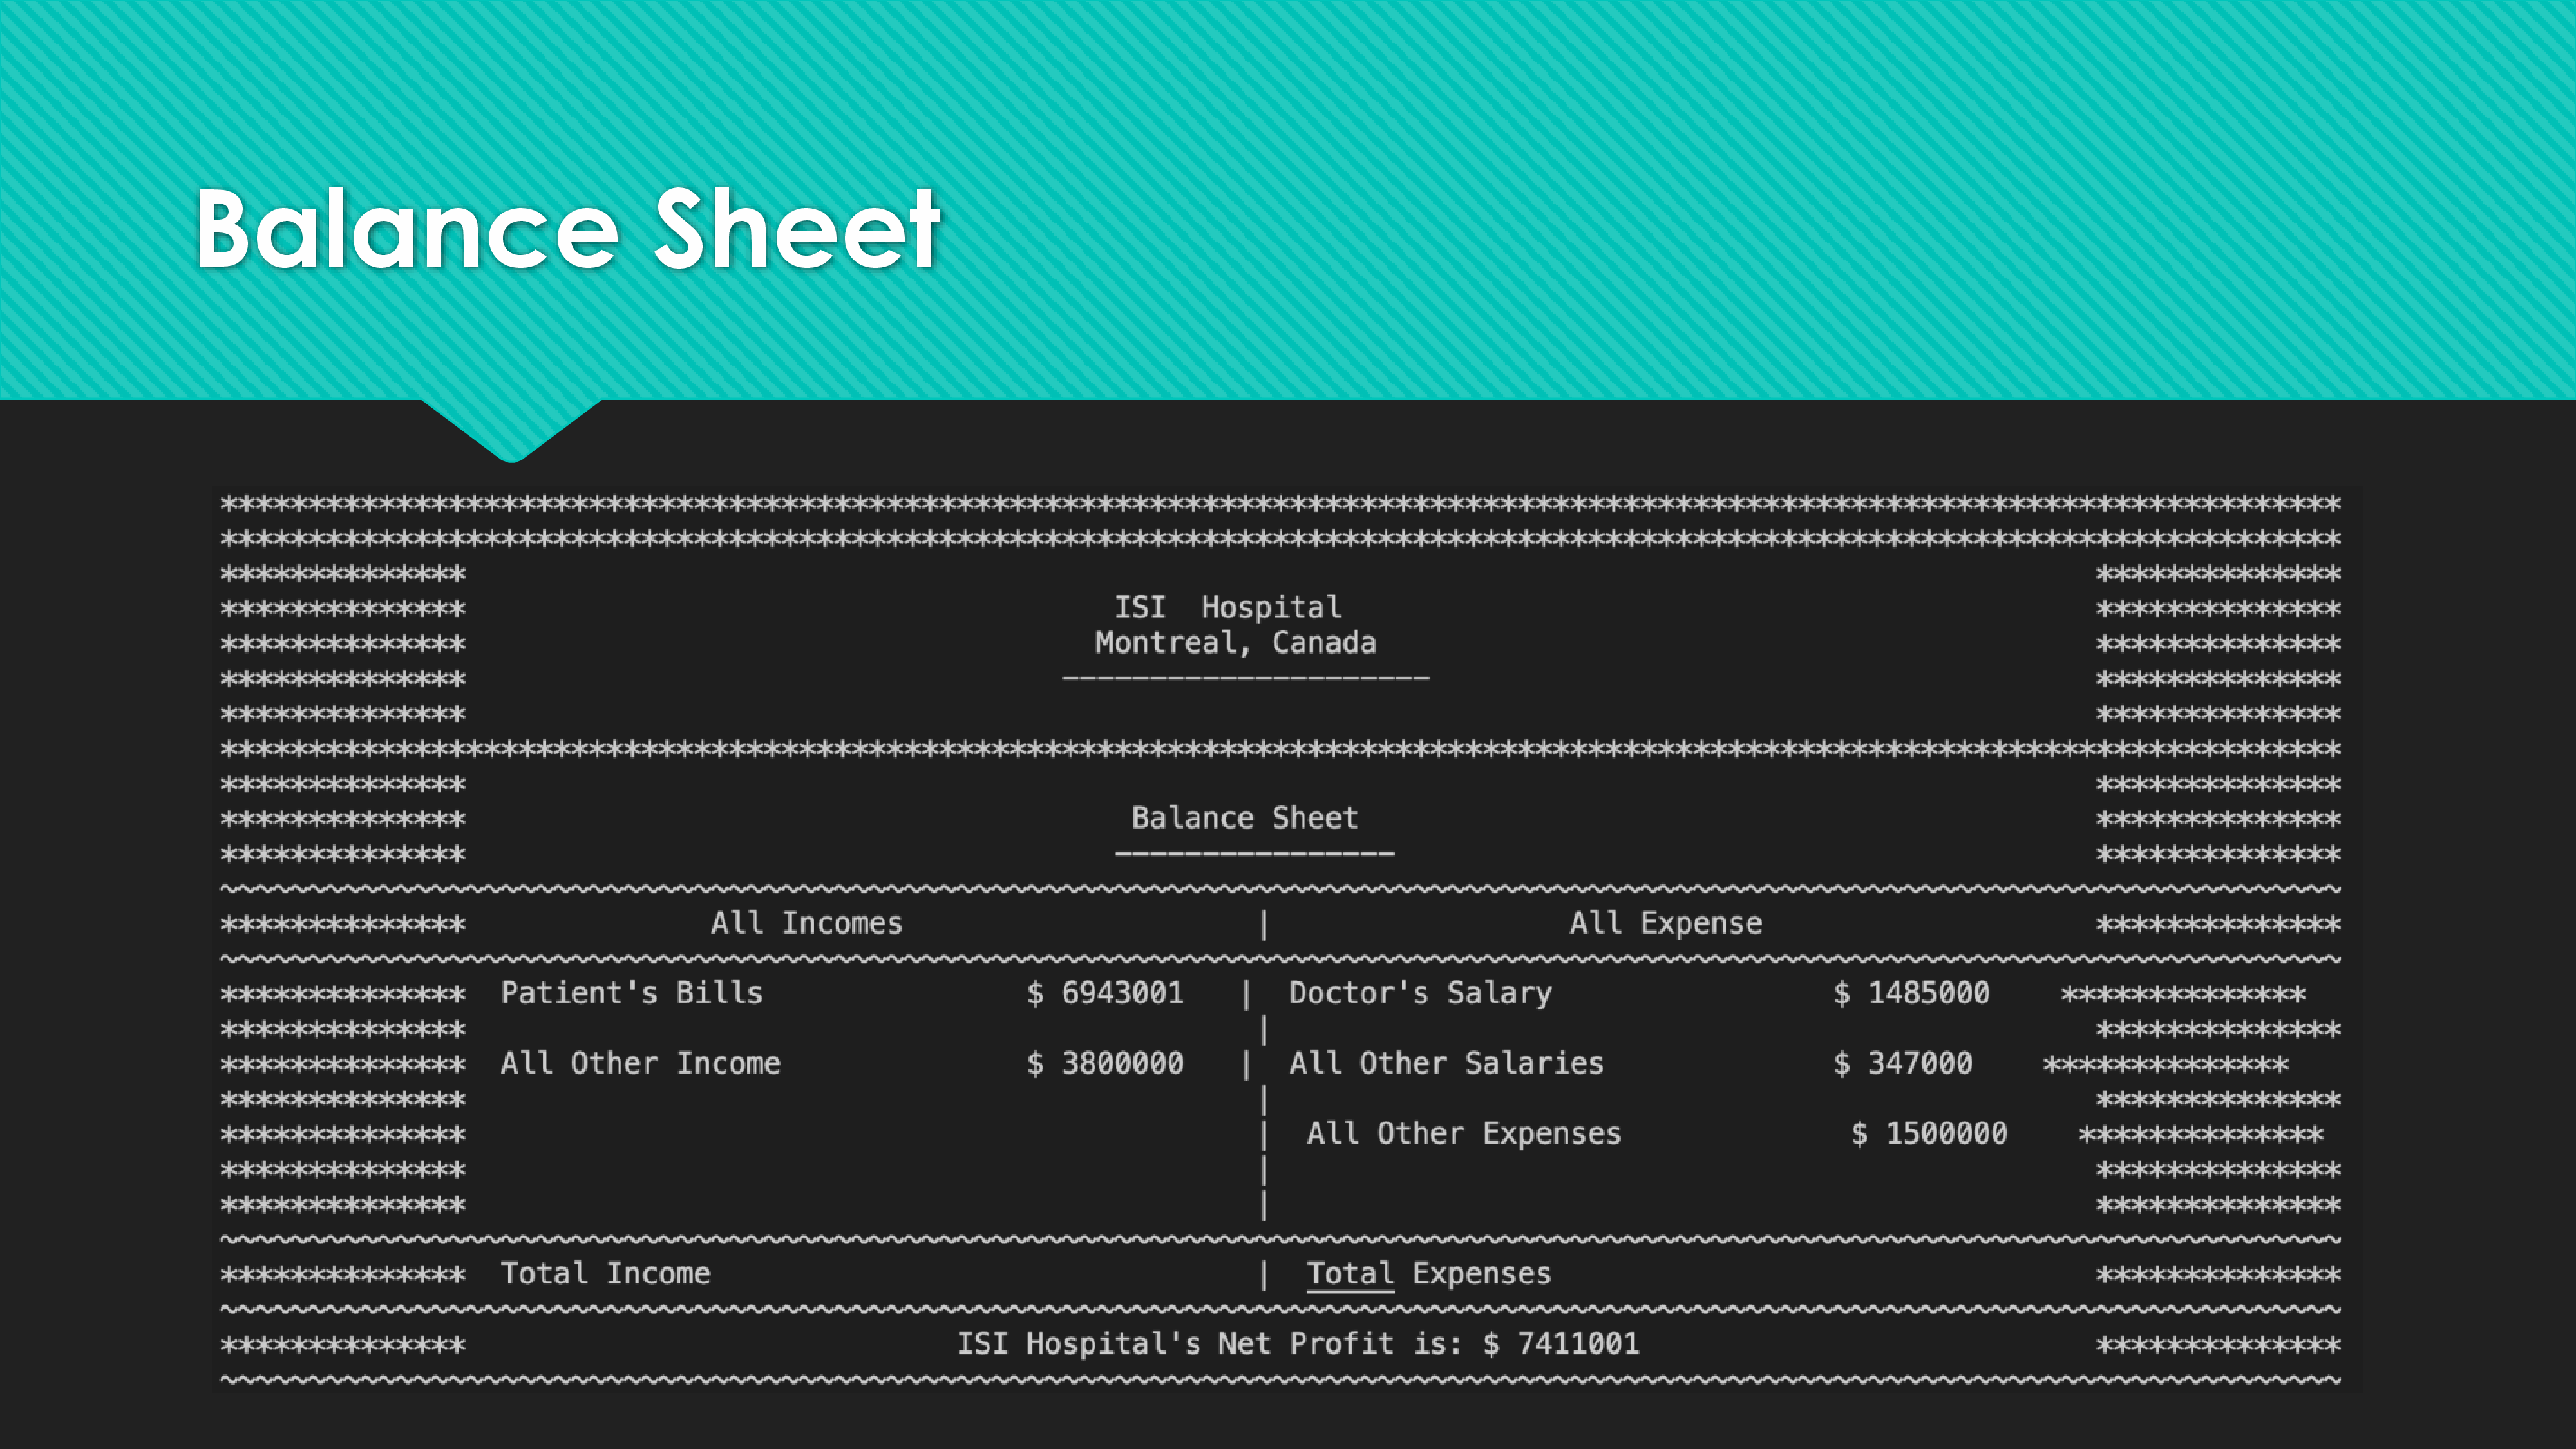 Balance Sheet
**************************************************************************************************************************
**************************************************************************************************************************
************** **************
************** ISI  Hospital **************
************** Montreal, Canada **************
************** --------------------- **************
************** **************
**************************************************************************************************************************
************** **************
************** Balance Sheet **************
************** ---------------- **************
~~~~~~~~~~~~~~~~~~~~~~~~~~~~~~~~~~~~~~~~~~~~~~~~~~~~~~~~~~~~~~~~~~~~~~~~~~~~~~~~~~~~~~~~~~~~~~~~~~~~~~~~~~~~~~~~~~~~~~~~~
************** All Incomes | All Expense **************
~~~~~~~~~~~~~~~~~~~~~~~~~~~~~~~~~~~~~~~~~~~~~~~~~~~~~~~~~~~~~~~~~~~~~~~~~~~~~~~~~~~~~~~~~~~~~~~~~~~~~~~~~~~~~~~~~~~~~~~~~
************** Patient's Bills $ 6943001 | Doctor's Salary $ 1485000 **************
************** | **************
************** All Other Income $ 3800000 | All Other Salaries $ 347000 **************
************** | **************
************** | All Other Expenses $ 1500000 **************
************** | **************
************** | **************
~~~~~~~~~~~~~~~~~~~~~~~~~~~~~~~~~~~~~~~~~~~~~~~~~~~~~~~~~~~~~~~~~~~~~~~~~~~~~~~~~~~~~~~~~~~~~~~~~~~~~~~~~~~~~~~~~~~~~~~~~
************** Total Income | Total Expenses **************
~~~~~~~~~~~~~~~~~~~~~~~~~~~~~~~~~~~~~~~~~~~~~~~~~~~~~~~~~~~~~~~~~~~~~~~~~~~~~~~~~~~~~~~~~~~~~~~~~~~~~~~~~~~~~~~~~~~~~~~~~
************** ISI Hospital's Net Profit is: $ 7411001 **************
~~~~~~~~~~~~~~~~~~~~~~~~~~~~~~~~~~~~~~~~~~~~~~~~~~~~~~~~~~~~~~~~~~~~~~~~~~~~~~~~~~~~~~~~~~~~~~~~~~~~~~~~~~~~~~~~~~~~~~~~~